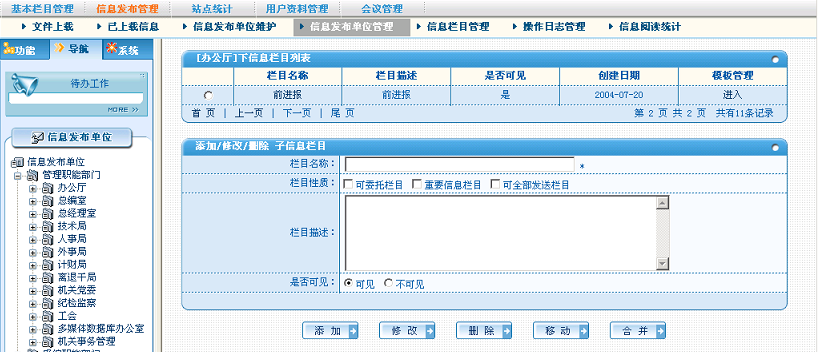 基本栏目管理 信息发布管理 站点统计 用户资料管理 会议管理
文件上载 已上载信息 信息发布单位维护 信息发布单位管理 信息栏目管理 操作日志管理 信息阅读统计
功能 导航 系统
待办工作
MORE >>
信息发布单位
信息发布单位
管理职能部门
办公厅
总编室
总经理室
技术局
人事局
外事局
计财局
离退干局
机关党委
纪检监察
工会
多媒体数据库办公室
机关事务管理
[办公厅]下信息栏目列表
栏目名称 栏目描述 是否可见 创建日期 模板管理
前进报 前进报 是 2004-07-20 进入
首 页 | 上一页 | 下一页 | 尾 页 第 2 页 共 2 页 共有11条记录
添加/修改/删除 子信息栏目
栏目名称： *
栏目性质： 可委托栏目 重要信息栏目 可全部发送栏目
栏目描述：
是否可见： 可见 不可见
添 加 修 改 删 除 移 动 合 并